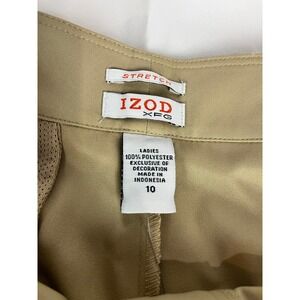 STRETCH
IZOD
XFG
LADIES
100% POLYESTER
EXCLUSIVE OF
DECORATION
MADE IN
INDONESIA
10